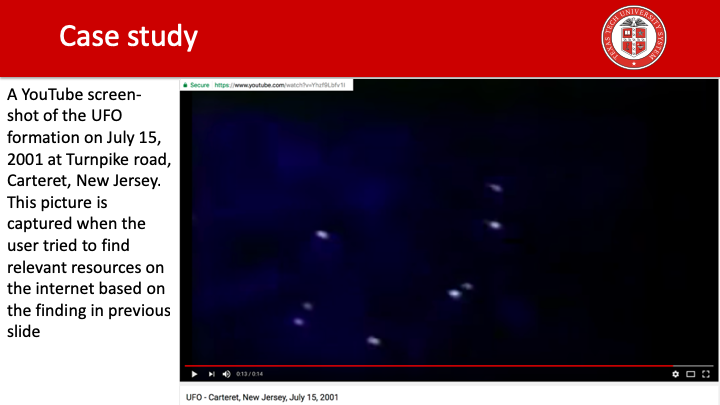 Case study
TEXAS TECH UNIVERSITY SYSTEM
A YouTube screen-
shot of the UFO
formation on July 15,
2001 at Turnpike road,
Carteret, New Jersey.
This picture is
captured when the
user tried to find
relevant resources on
the internet based on
the finding in previous
slide
Secure https://www.youtube.com/watch?
0:13 / 0:14
UFO - Carteret, New Jersey, July 15, 2001